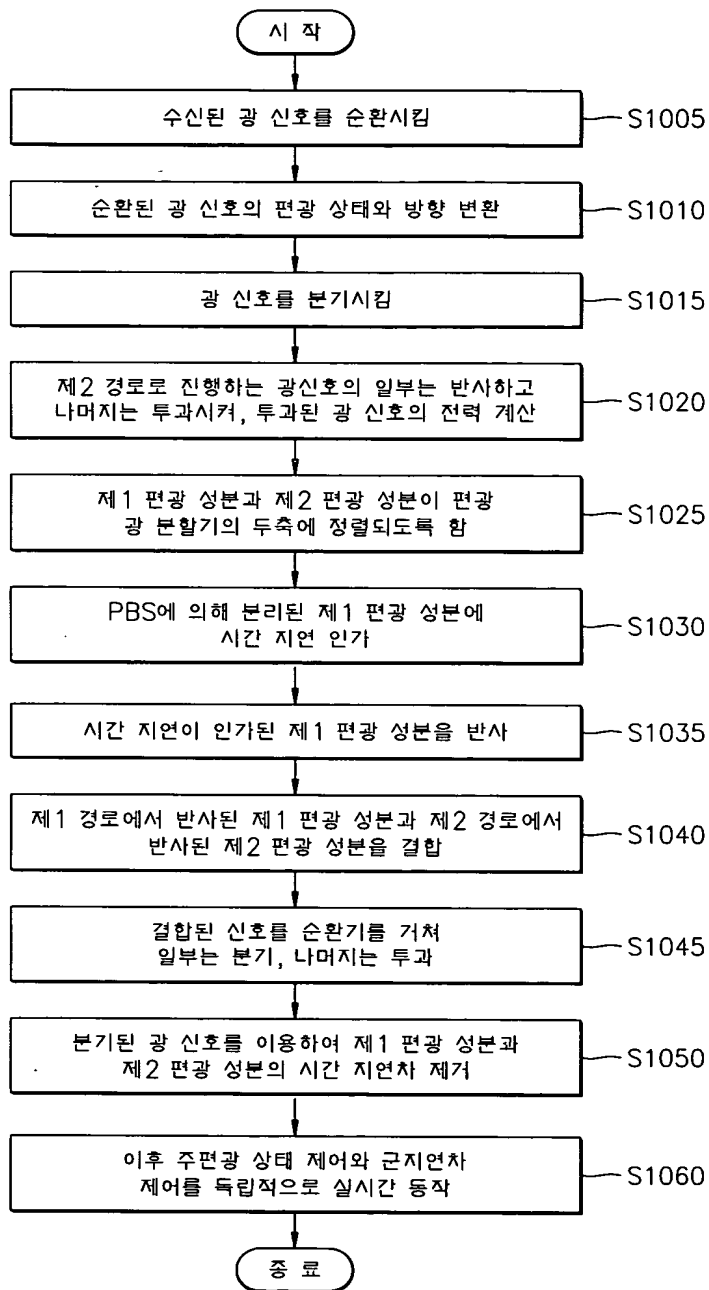 시 작
수신된 광 신호를 순환시킴
S1005
순환된 광 신호의 편광 상태와 방향 변환
S1010
광 신호를 분기시킴
S1015
제2 경로로 진행하는 광신호의 일부는 반사하고
나머지는 투과시켜, 투과된 광 신호의 전력 계산
S1020
제1 편광 성분과 제2 편광 성분이 편광
광 분할기의 두축에 정렬되도록 함
S1025
PBS에 의해 분리된 제1 편광 성분에
시간 지연 인가
S1030
시간 지연이 인가된 제1 편광 성분을 반사
S1035
제1 경로에서 반사된 제1 편광 성분과 제2 경로에서
반사된 제2 편광 성분을 결합
S1040
결합된 신호를 순환기를 거쳐
일부는 분기, 나머지는 투과
S1045
분기된 광 신호를 이용하여 제1 편광 성분과
제2 편광 성분의 시간 지연차 제거
S1050
이후 주편광 상태 제어와 군지연차
제어를 독립적으로 실시간 동작
S1060
종 료